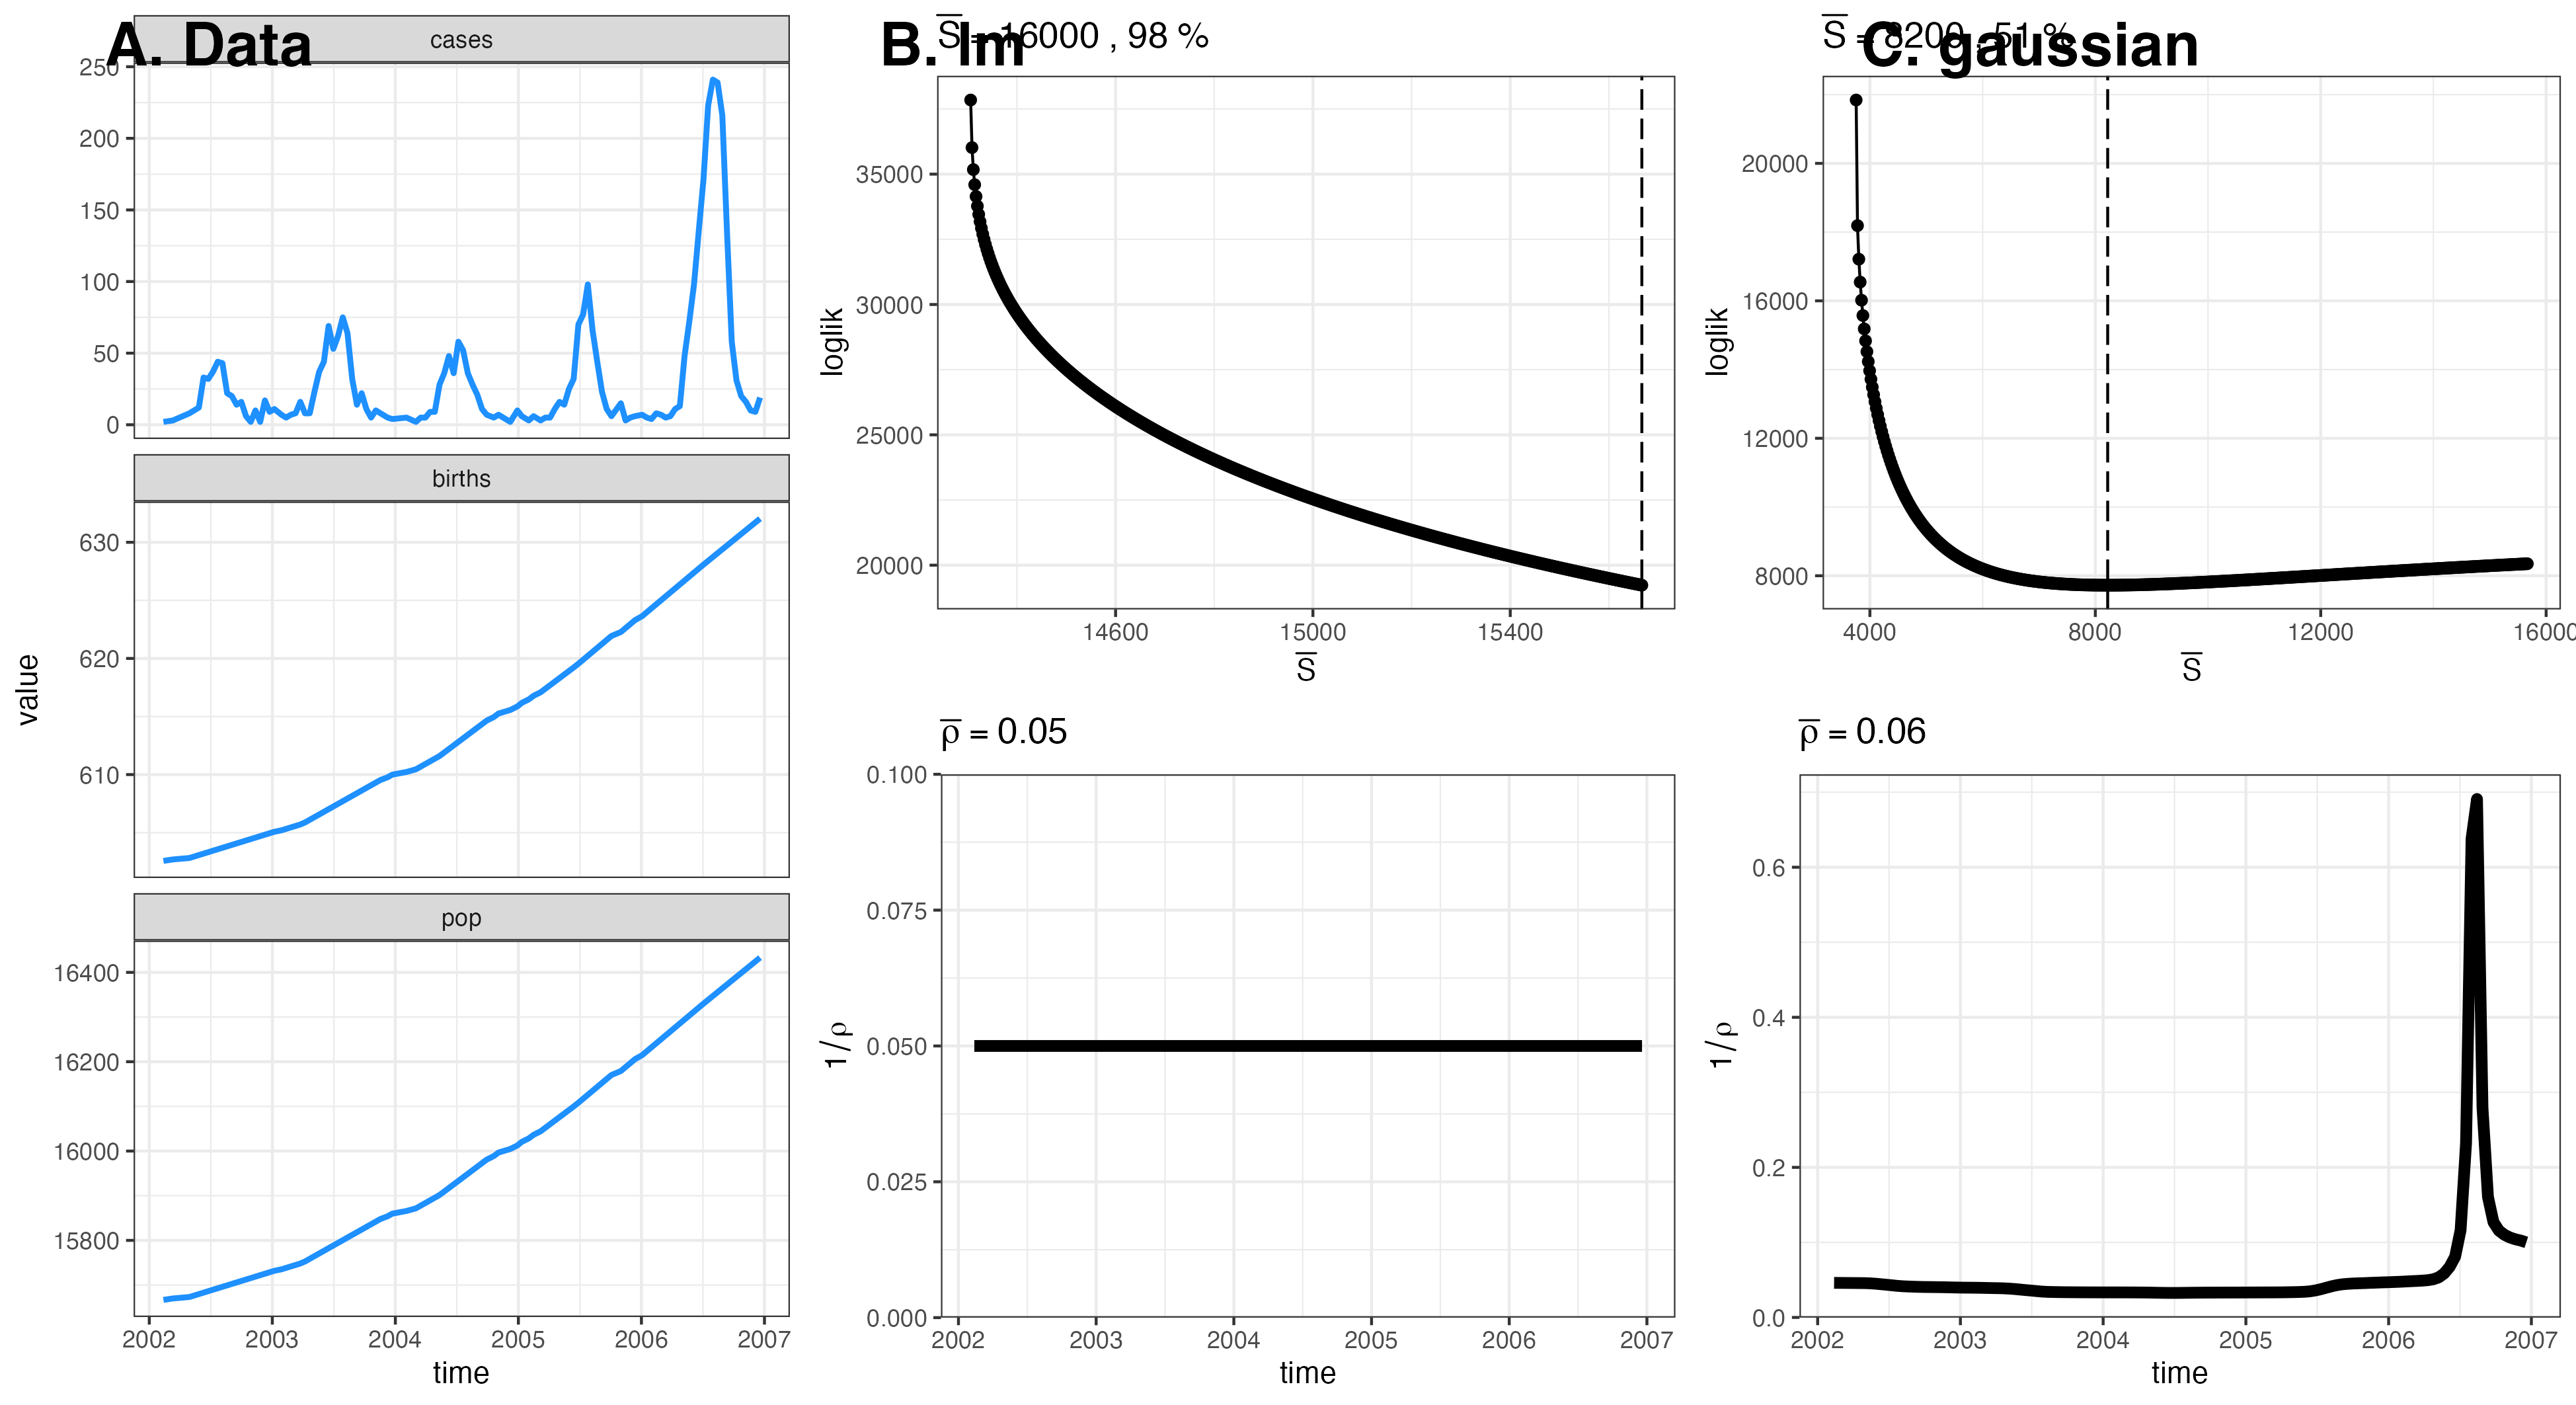 A. Data
cases
250
200
150
100
50
0
births
630
620
610
pop
16400
16200
16000
15800
2002 2003 2004 2005 2006 2007
time
value
B. lm
S̅ = 16000 , 98 %
35000
30000
25000
20000
loglik
14600 15000 15400
S̅
ρ̅ = 0.05
0.100
0.075
0.050
0.025
0.000
1/ρ
2002 2003 2004 2005 2006 2007
time
C. gaussian
S̅ = 8200 , 51 %
20000
16000
12000
8000
loglik
4000 8000 12000 16000
S̅
ρ̅ = 0.06
0.6
0.4
0.2
0.0
1/ρ
2002 2003 2004 2005 2006 2007
time